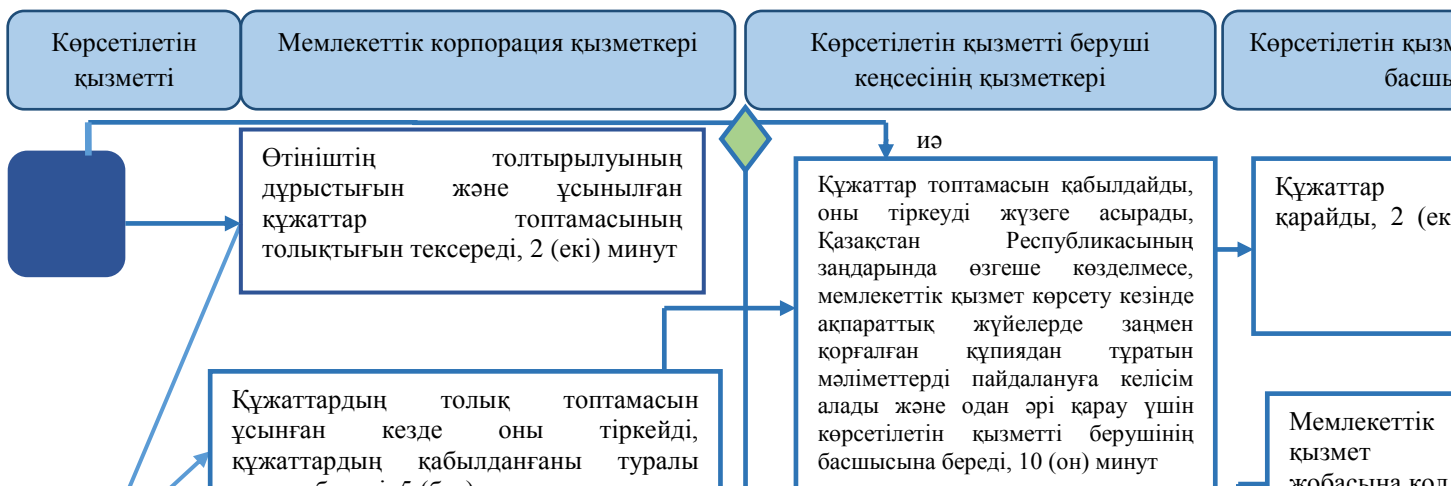 Көрсетілетін
қызметті
Мемлекеттік корпорация қызметкері
Көрсетілетін қызметті беруші
кеңсесінің қызметкері
Көрсетілетін
иә
Өтініштің толтырылуының
дұрыстығын және ұсынылған
құжаттар топтамасының
толықтығын тексереді, 2 (екі) минут
Құжаттар топтамасын қабылдайды,
оны тіркеуді жүзеге асырады,
Қазақстан Республикасының
заңдарында өзгеше көзделмесе,
мемлекеттік қызмет көрсету кезінде
ақпараттық жүйелерде заңмен
қорғалған құпиядан тұратын
мәліметтерді пайдалануға келісім
алады және одан әрі қарау үшін
көрсетілетін қызметті берушінің
басшысына береді, 10 (он) минут
Құжаттар
қарайды, 2
Құжаттардың толық топтамасын
ұсынған кезде оны тіркейді,
құжаттардың қабылданғаны туралы
Мемлекеттік
қызмет
жобасына